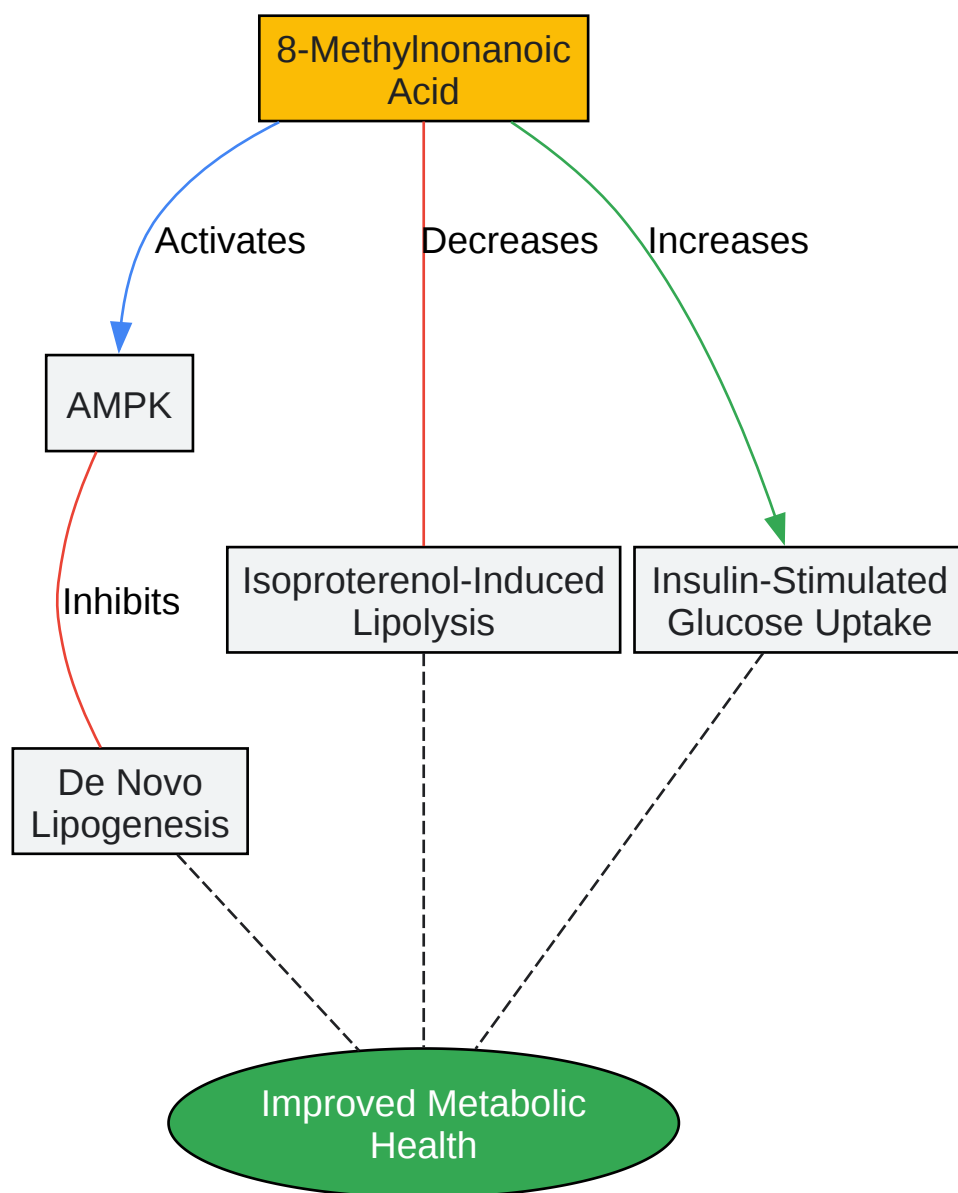 8-Methylnonanoic
Acid
Activates
Decreases
Increases
AMPK
Isoproterenol-Induced
Lipolysis
Insulin-Stimulated
Glucose Uptake
Inhibits
De Novo
Lipogenesis
Improved Metabolic
Health